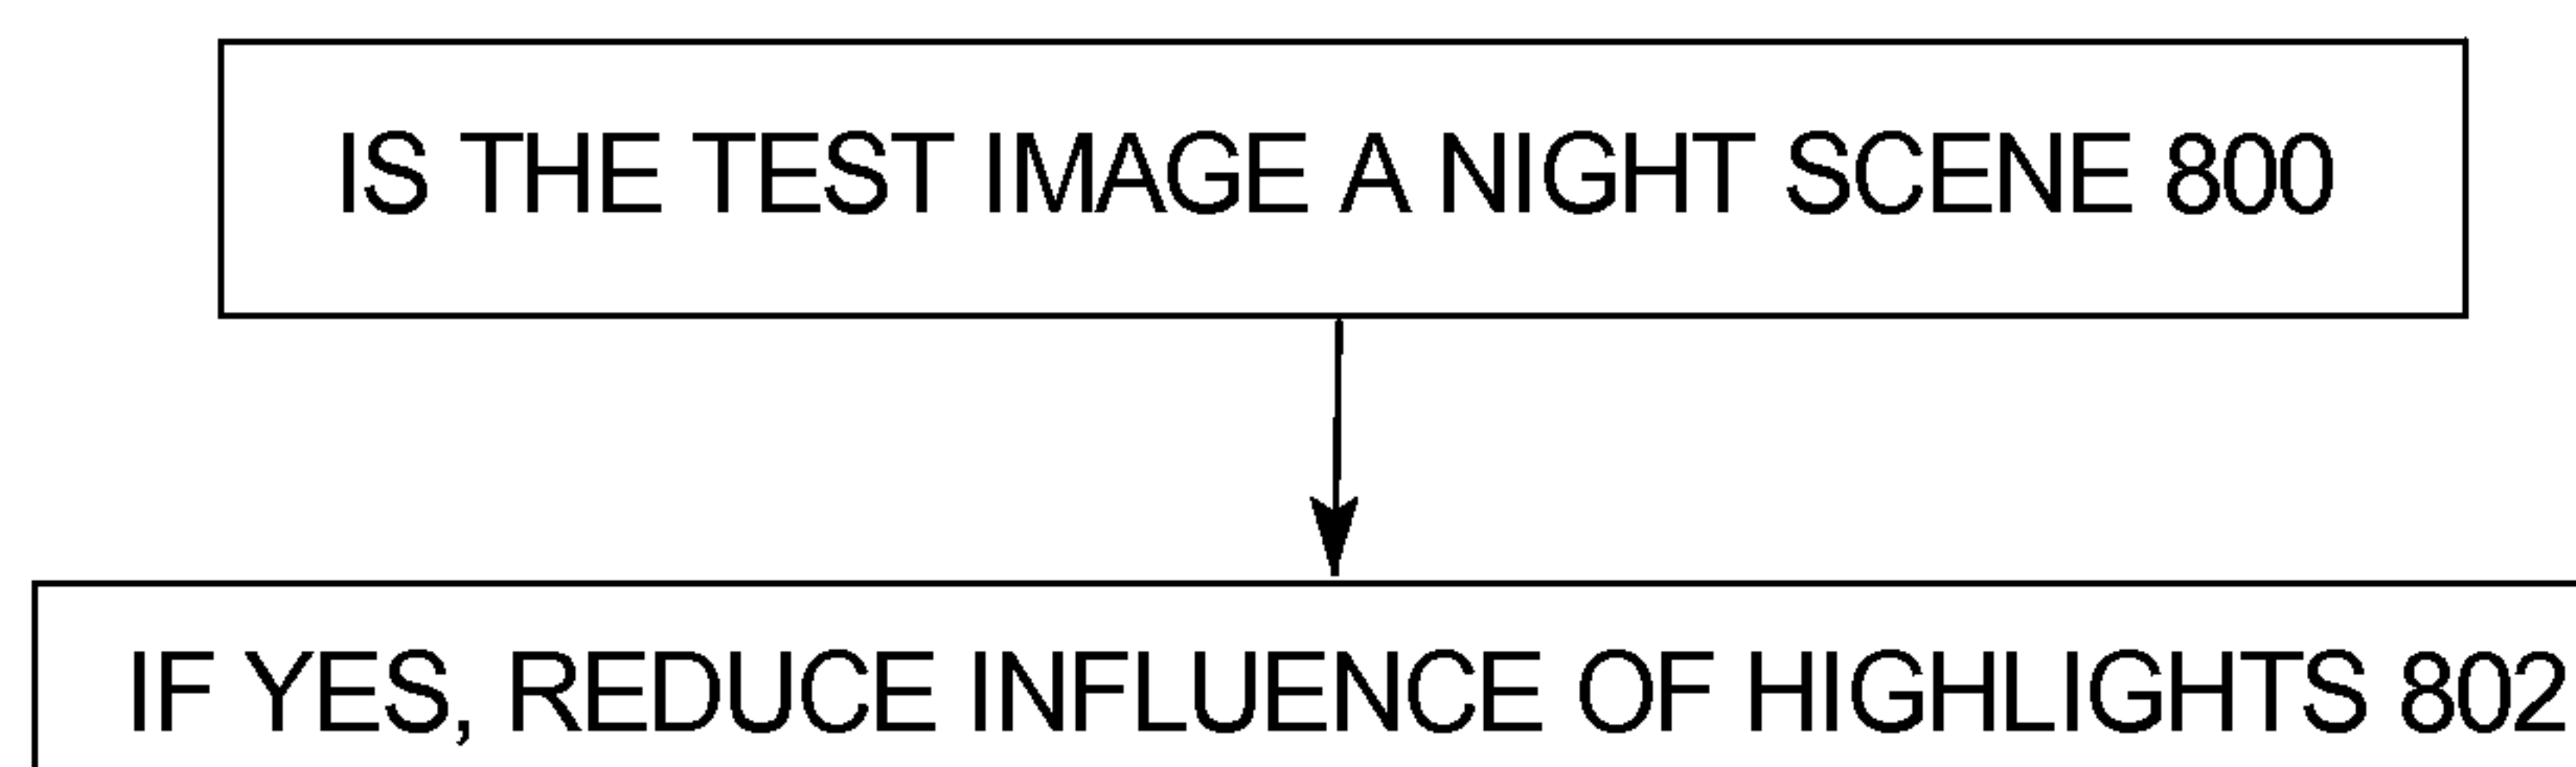 IS THE TEST IMAGE A NIGHT SCENE 800
IF YES, REDUCE INFLUENCE OF HIGHLIGHTS 802